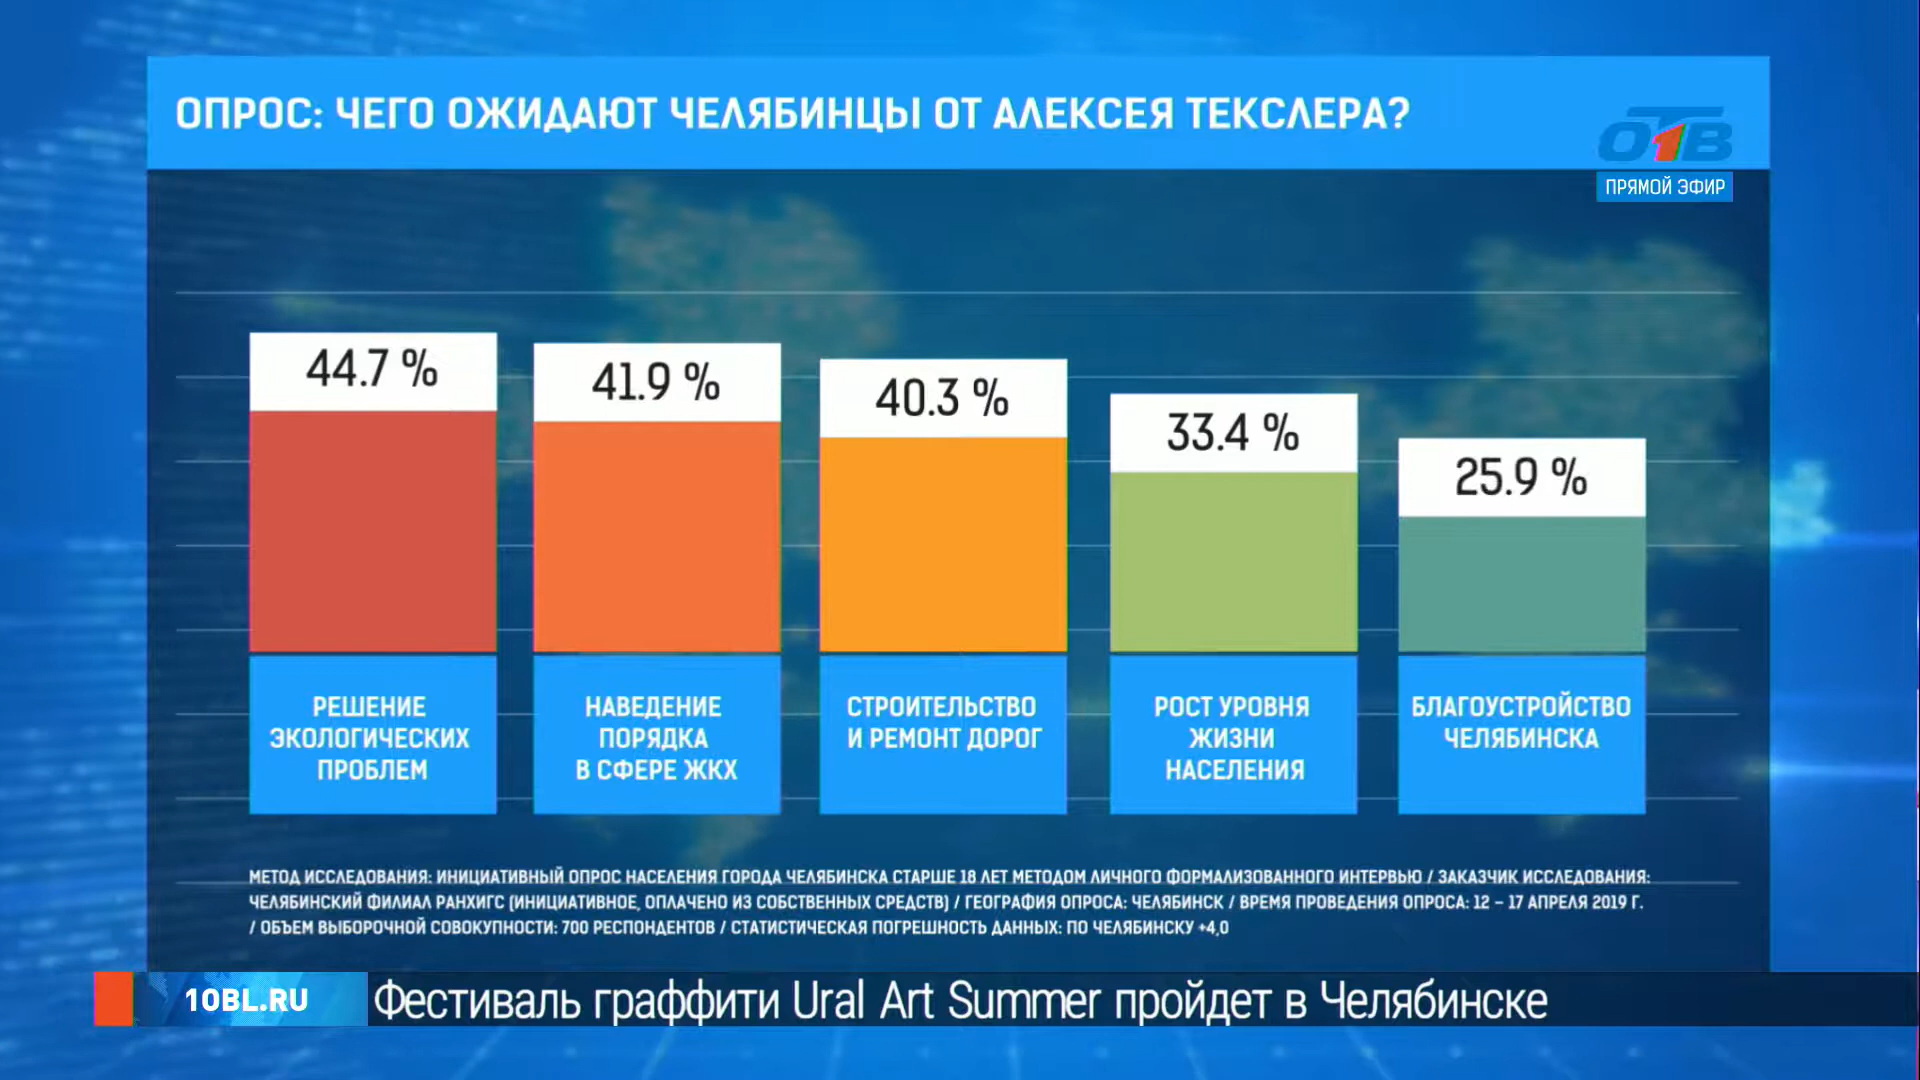 ОПРОС: ЧЕГО ОЖИДАЮТ ЧЕЛЯБИНЦЫ ОТ АЛЕКСЕЯ ТЕКСЛЕРА?
ОТВ
ПРЯМОЙ ЭФИР
44.7 %
41.9 %
40.3 %
33.4 %
25.9 %
РЕШЕНИЕ
ЭКОЛОГИЧЕСКИХ
ПРОБЛЕМ
НАВЕДЕНИЕ
ПОРЯДКА
В СФЕРЕ ЖКХ
СТРОИТЕЛЬСТВО
И РЕМОНТ ДОРОГ
РОСТ УРОВНЯ
ЖИЗНИ
НАСЕЛЕНИЯ
БЛАГОУСТРОЙСТВО
ЧЕЛЯБИНСКА
МЕТОД ИССЛЕДОВАНИЯ: ИНИЦИАТИВНЫЙ ОПРОС НАСЕЛЕНИЯ ГОРОДА ЧЕЛЯБИНСКА СТАРШЕ 18 ЛЕТ МЕТОДОМ ЛИЧНОГО ФОРМАЛИЗОВАННОГО ИНТЕРВЬЮ / ЗАКАЗЧИК ИССЛЕДОВАНИЯ:
ЧЕЛЯБИНСКИЙ ФИЛИАЛ РАНХИГС (ИНИЦИАТИВНОЕ, ОПЛАЧЕНО ИЗ СОБСТВЕННЫХ СРЕДСТВ) / ГЕОГРАФИЯ ОПРОСА: ЧЕЛЯБИНСК / ВРЕМЯ ПРОВЕДЕНИЯ ОПРОСА: 12 – 17 АПРЕЛЯ 2019 Г.
/ ОБЪЕМ ВЫБОРОЧНОЙ СОВОКУПНОСТИ: 700 РЕСПОНДЕНТОВ / СТАТИСТИЧЕСКАЯ ПОГРЕШНОСТЬ ДАННЫХ: ПО ЧЕЛЯБИНСКУ +4,0
1OBL.RU
Фестиваль граффити Ural Art Summer пройдет в Челябинске